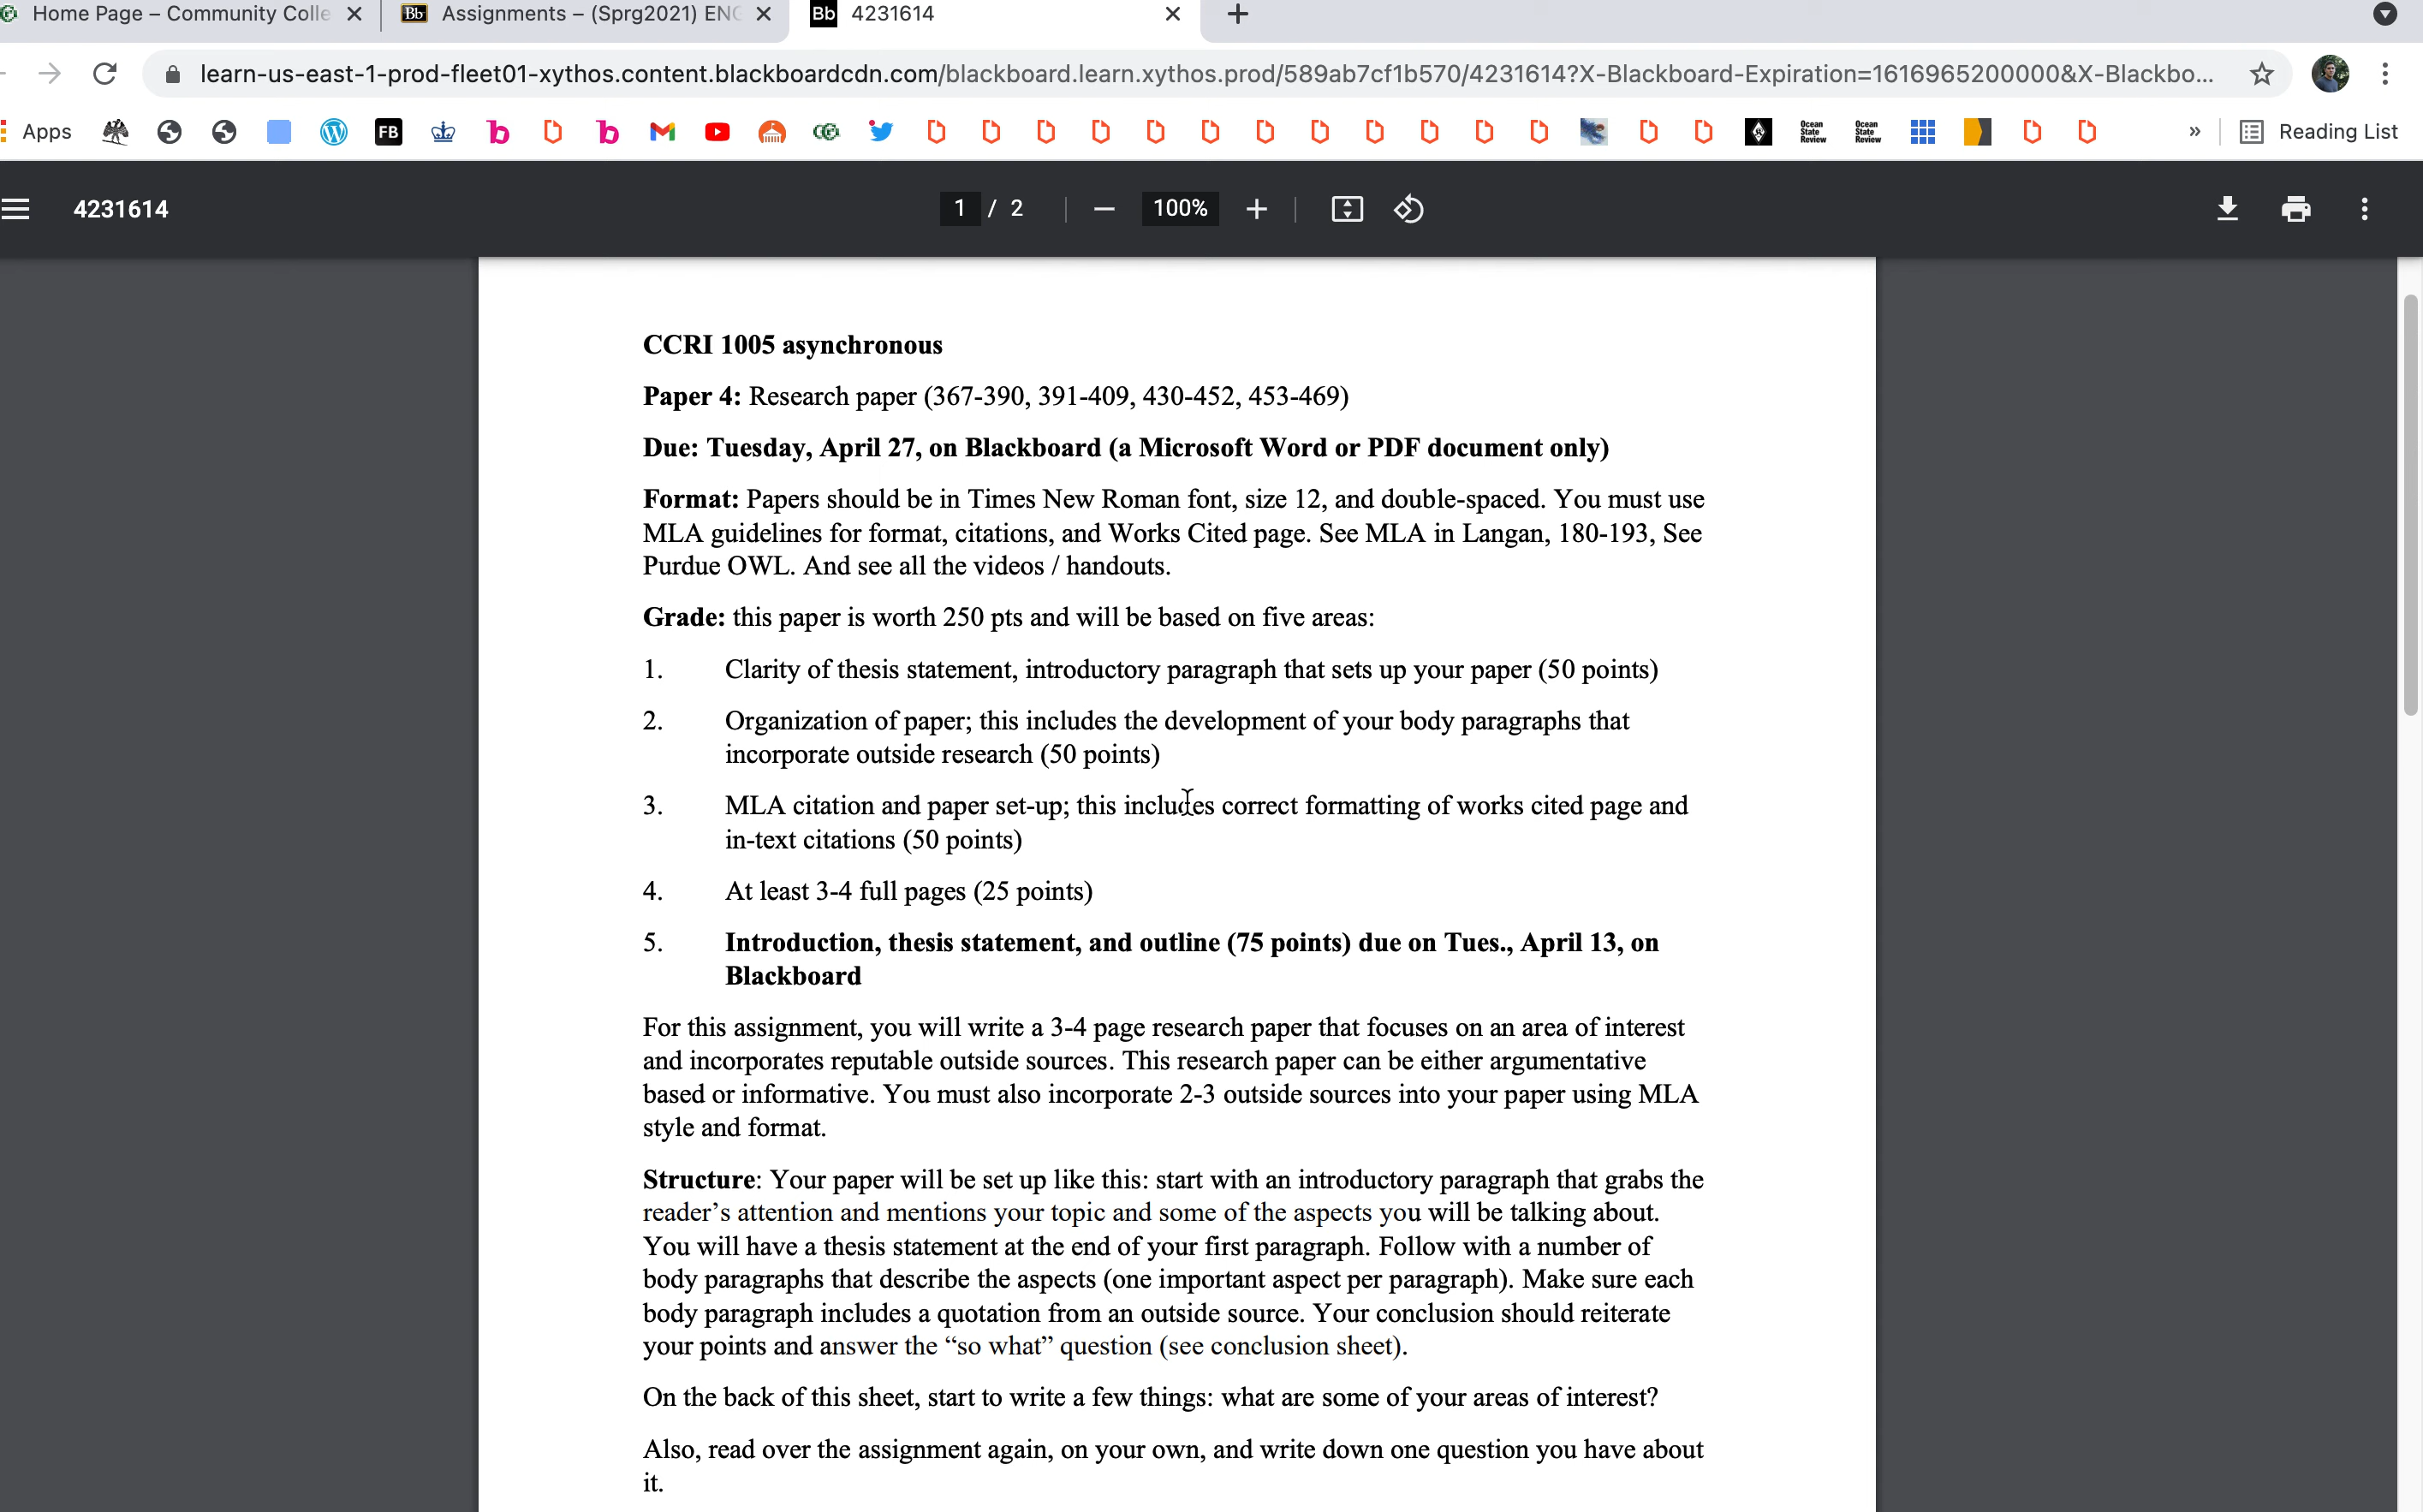 Home Page – Community Colle
Assignments – (Sprg2021) ENG
4231614
learn-us-east-1-prod-fleet01-xythos.content.blackboardcdn.com/blackboard.learn.xythos.prod/589ab7cf1b570/4231614?X-Blackboard-Expiration=1616965200000&X-Blackbo...
Apps
FB
Ocean State Review
Ocean State Review
» Reading List
4231614
1 / 2
100%
CCRI 1005 asynchronous
Paper 4: Research paper (367-390, 391-409, 430-452, 453-469)
Due: Tuesday, April 27, on Blackboard (a Microsoft Word or PDF document only)
Format: Papers should be in Times New Roman font, size 12, and double-spaced. You must use
MLA guidelines for format, citations, and Works Cited page. See MLA in Langan, 180-193, See
Purdue OWL. And see all the videos / handouts.
Grade: this paper is worth 250 pts and will be based on five areas:
1. Clarity of thesis statement, introductory paragraph that sets up your paper (50 points)
2. Organization of paper; this includes the development of your body paragraphs that
incorporate outside research (50 points)
3. MLA citation and paper set-up; this includes correct formatting of works cited page and
in-text citations (50 points)
4. At least 3-4 full pages (25 points)
5. Introduction, thesis statement, and outline (75 points) due on Tues., April 13, on
Blackboard
For this assignment, you will write a 3-4 page research paper that focuses on an area of interest
and incorporates reputable outside sources. This research paper can be either argumentative
based or informative. You must also incorporate 2-3 outside sources into your paper using MLA
style and format.
Structure: Your paper will be set up like this: start with an introductory paragraph that grabs the
reader’s attention and mentions your topic and some of the aspects you will be talking about.
You will have a thesis statement at the end of your first paragraph. Follow with a number of
body paragraphs that describe the aspects (one important aspect per paragraph). Make sure each
body paragraph includes a quotation from an outside source. Your conclusion should reiterate
your points and answer the “so what” question (see conclusion sheet).
On the back of this sheet, start to write a few things: what are some of your areas of interest?
Also, read over the assignment again, on your own, and write down one question you have about
it.